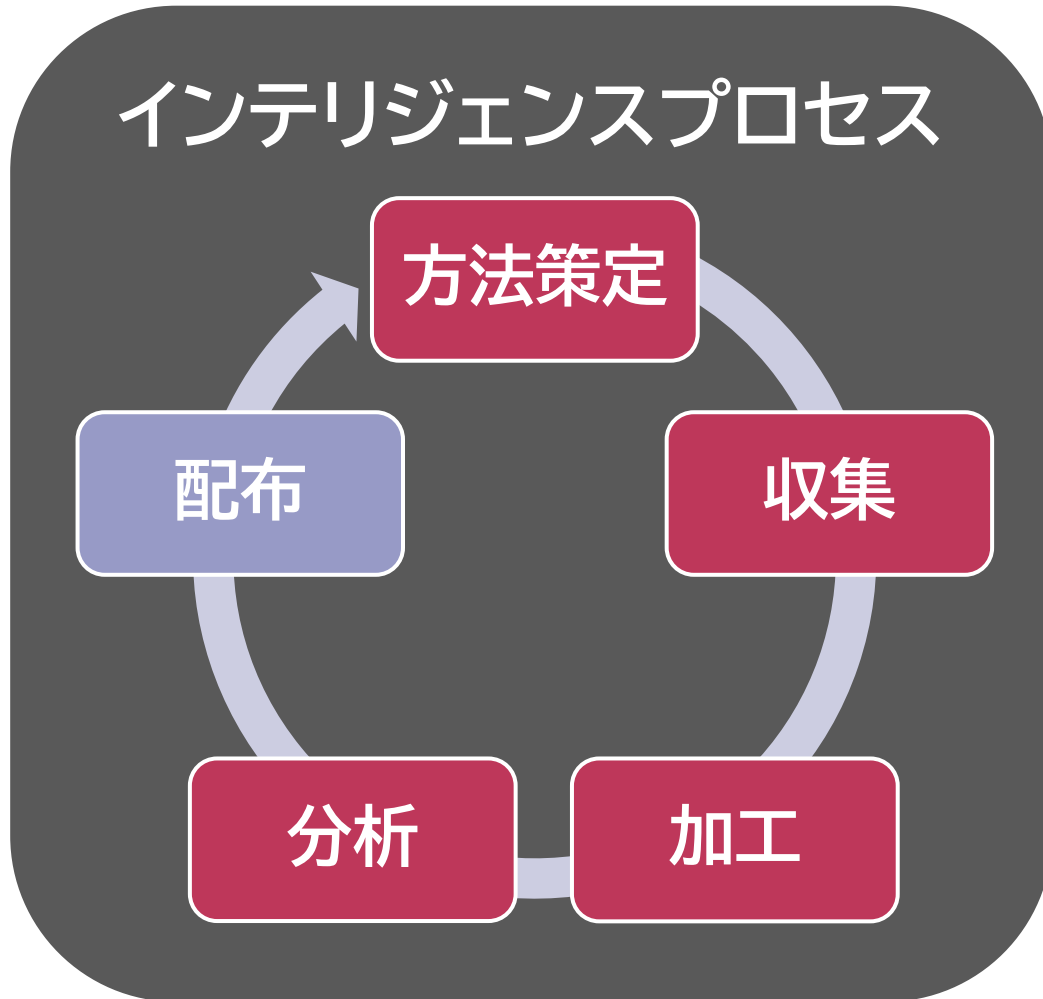 インテリジェンスプロセス
方法策定
収集
加工
分析
配布